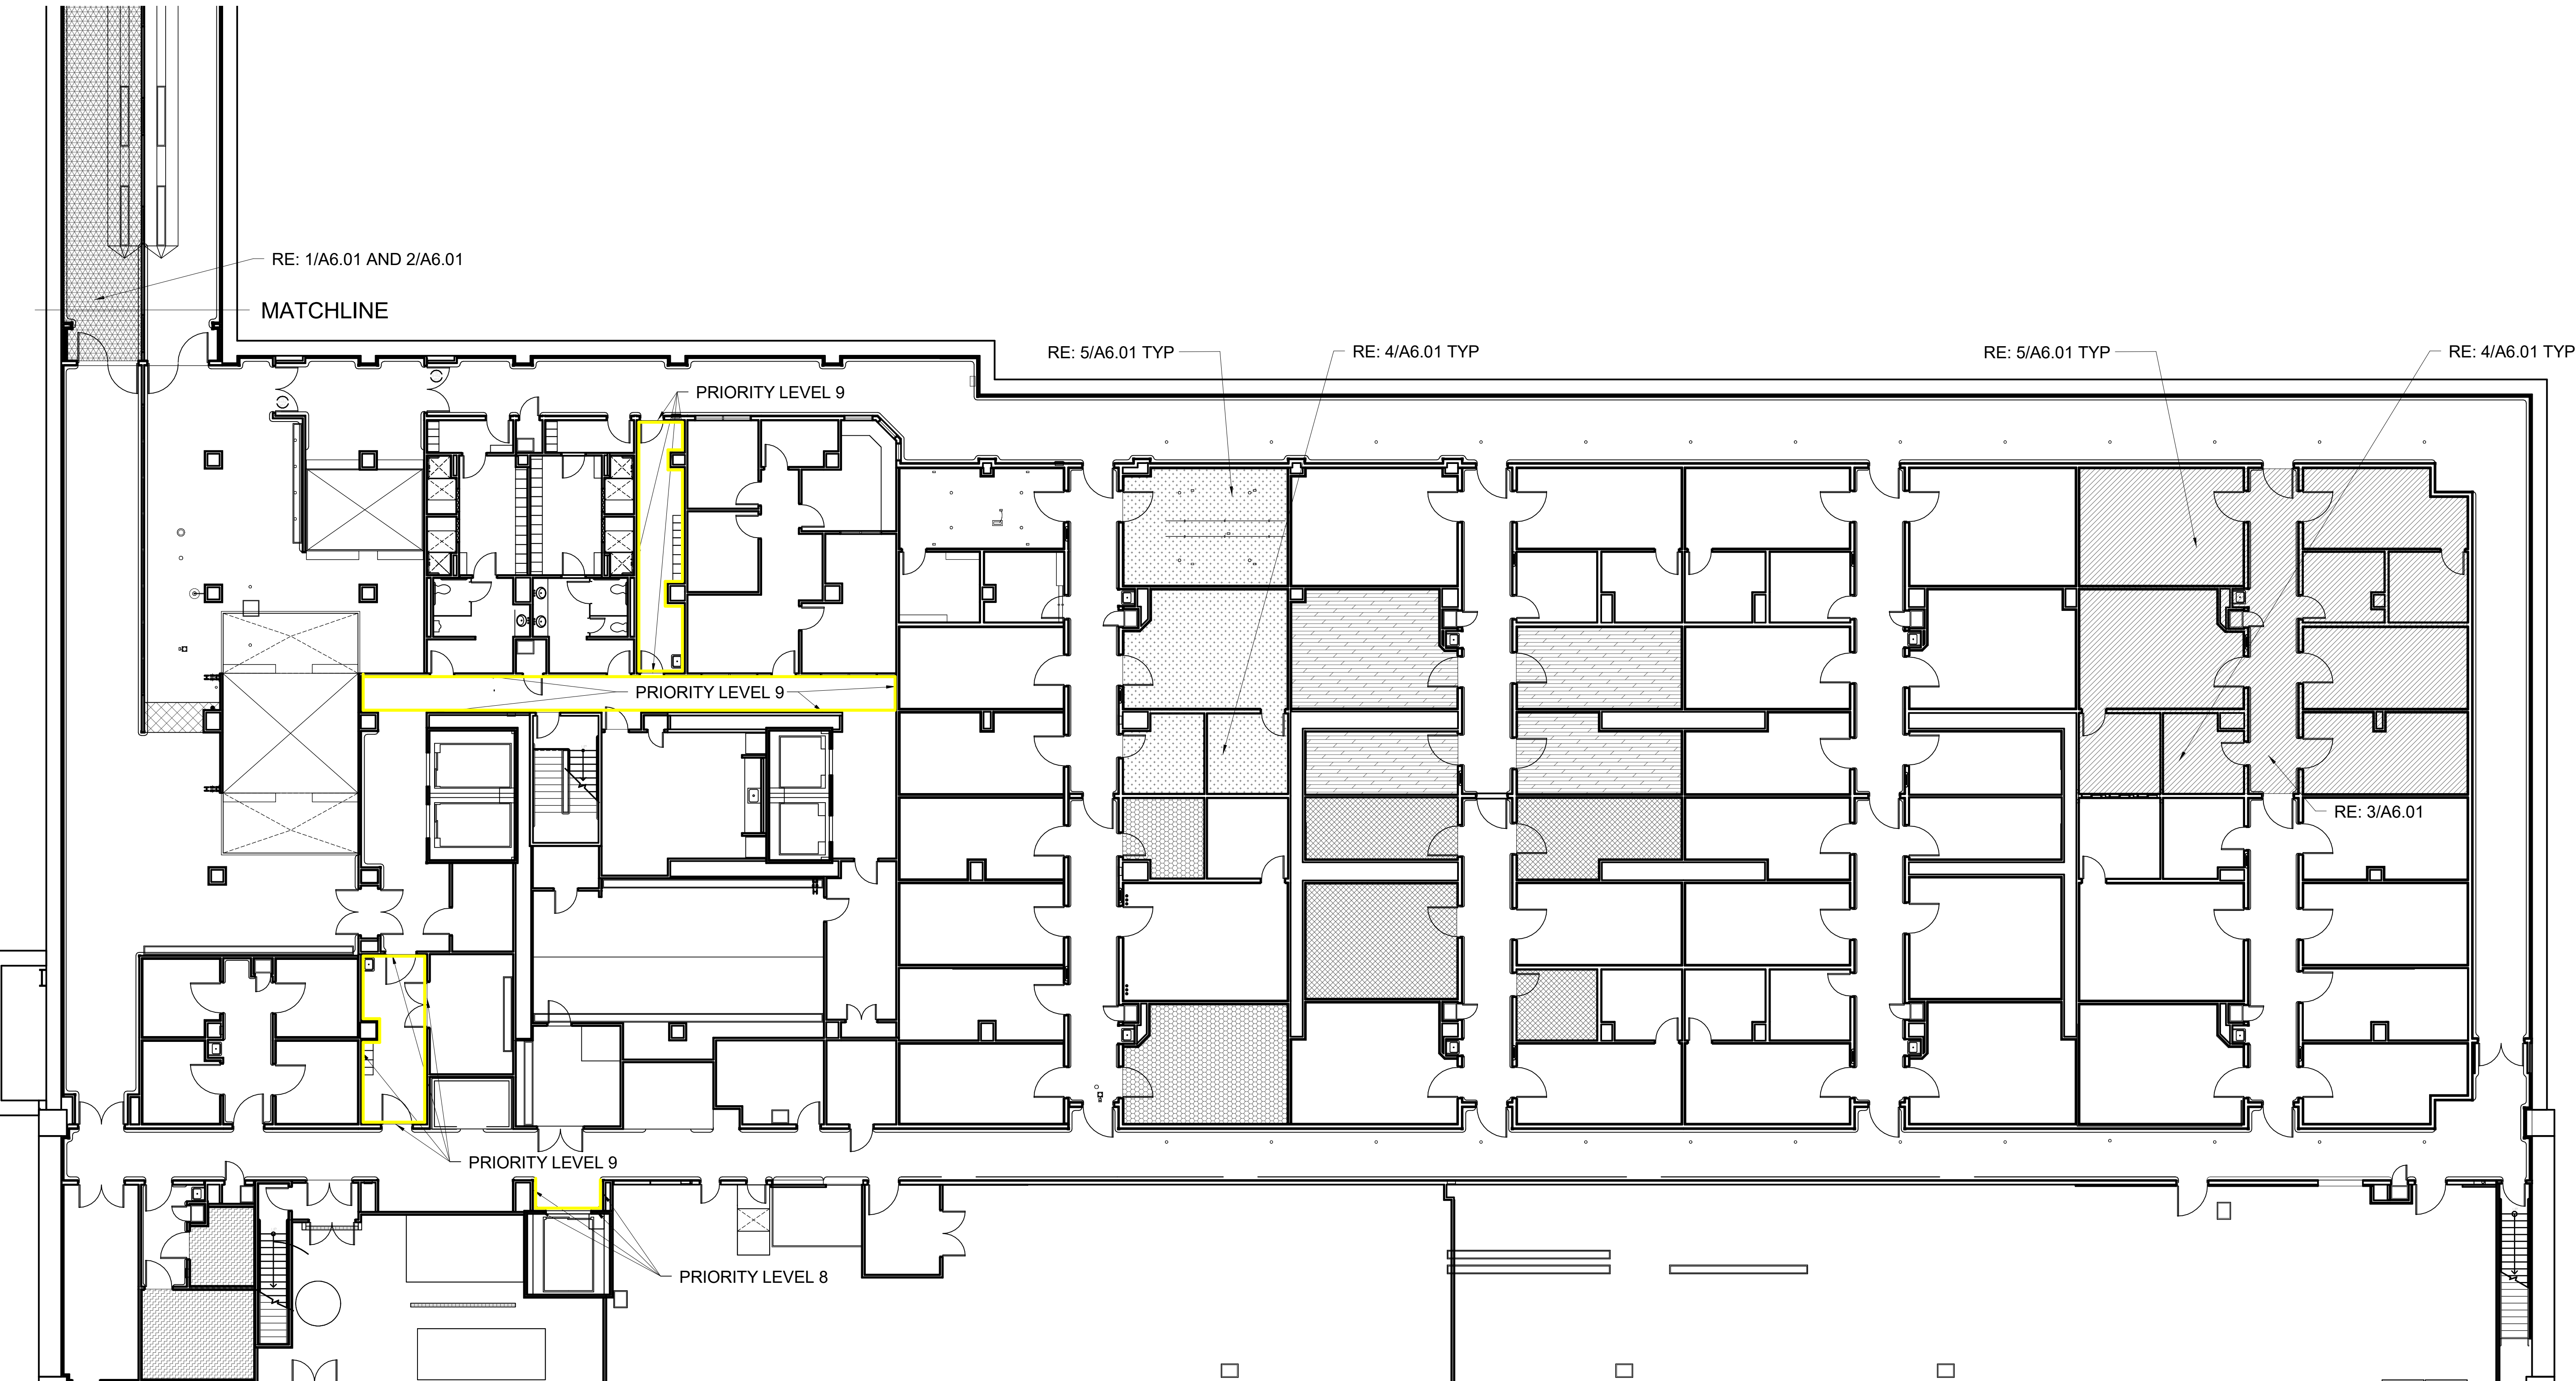 RE: 1/A6.01 AND 2/A6.01
MATCHLINE
RE: 5/A6.01 TYP
RE: 4/A6.01 TYP
RE: 5/A6.01 TYP
RE: 4/A6.01 TYP
PRIORITY LEVEL 9
PRIORITY LEVEL 9
RE: 3/A6.01
PRIORITY LEVEL 9
PRIORITY LEVEL 8